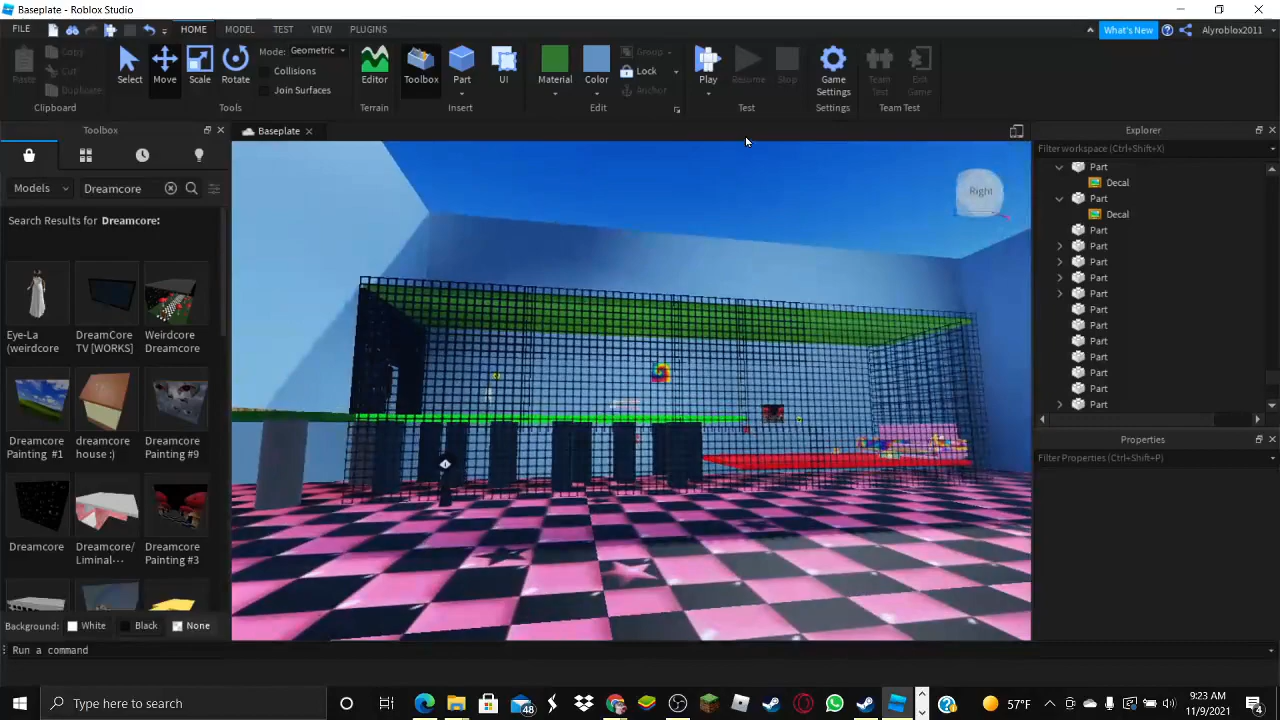 Baseplate - Roblox Studio
FILE HOME MODEL TEST VIEW PLUGINS What's New Alyroblox2011
Paste Copy Cut Duplicate Select Move Scale Rotate Mode: Geometric Collisions Join Surfaces Editor Toolbox Part UI Material Color Group Lock Anchor Play Resume Stop Game Settings Team Test Exit Game
Clipboard Tools Terrain Insert Edit Test Settings Team Test
Toolbox Baseplate Explorer
Filter workspace (Ctrl+Shift+X)
Models Dreamcore
Search Results for Dreamcore:
Part
Decal
Part
Decal
Part
Part
Part
Part
Part
Part
Part
Part
Part
Part
Part
Part
Right
Eye-La (weirdcore
DreamCore TV [WORKS]
Weirdcore Dreamcore
Dreamcore Painting #1
dreamcore house :)
Dreamcore Painting #9
Dreamcore
Dreamcore/ Liminal...
Dreamcore Painting #3
Properties
Filter Properties (Ctrl+Shift+P)
Background: White Black None
Run a command
Type here to search
48
57°F
9:23 AM
11/9/2021
4